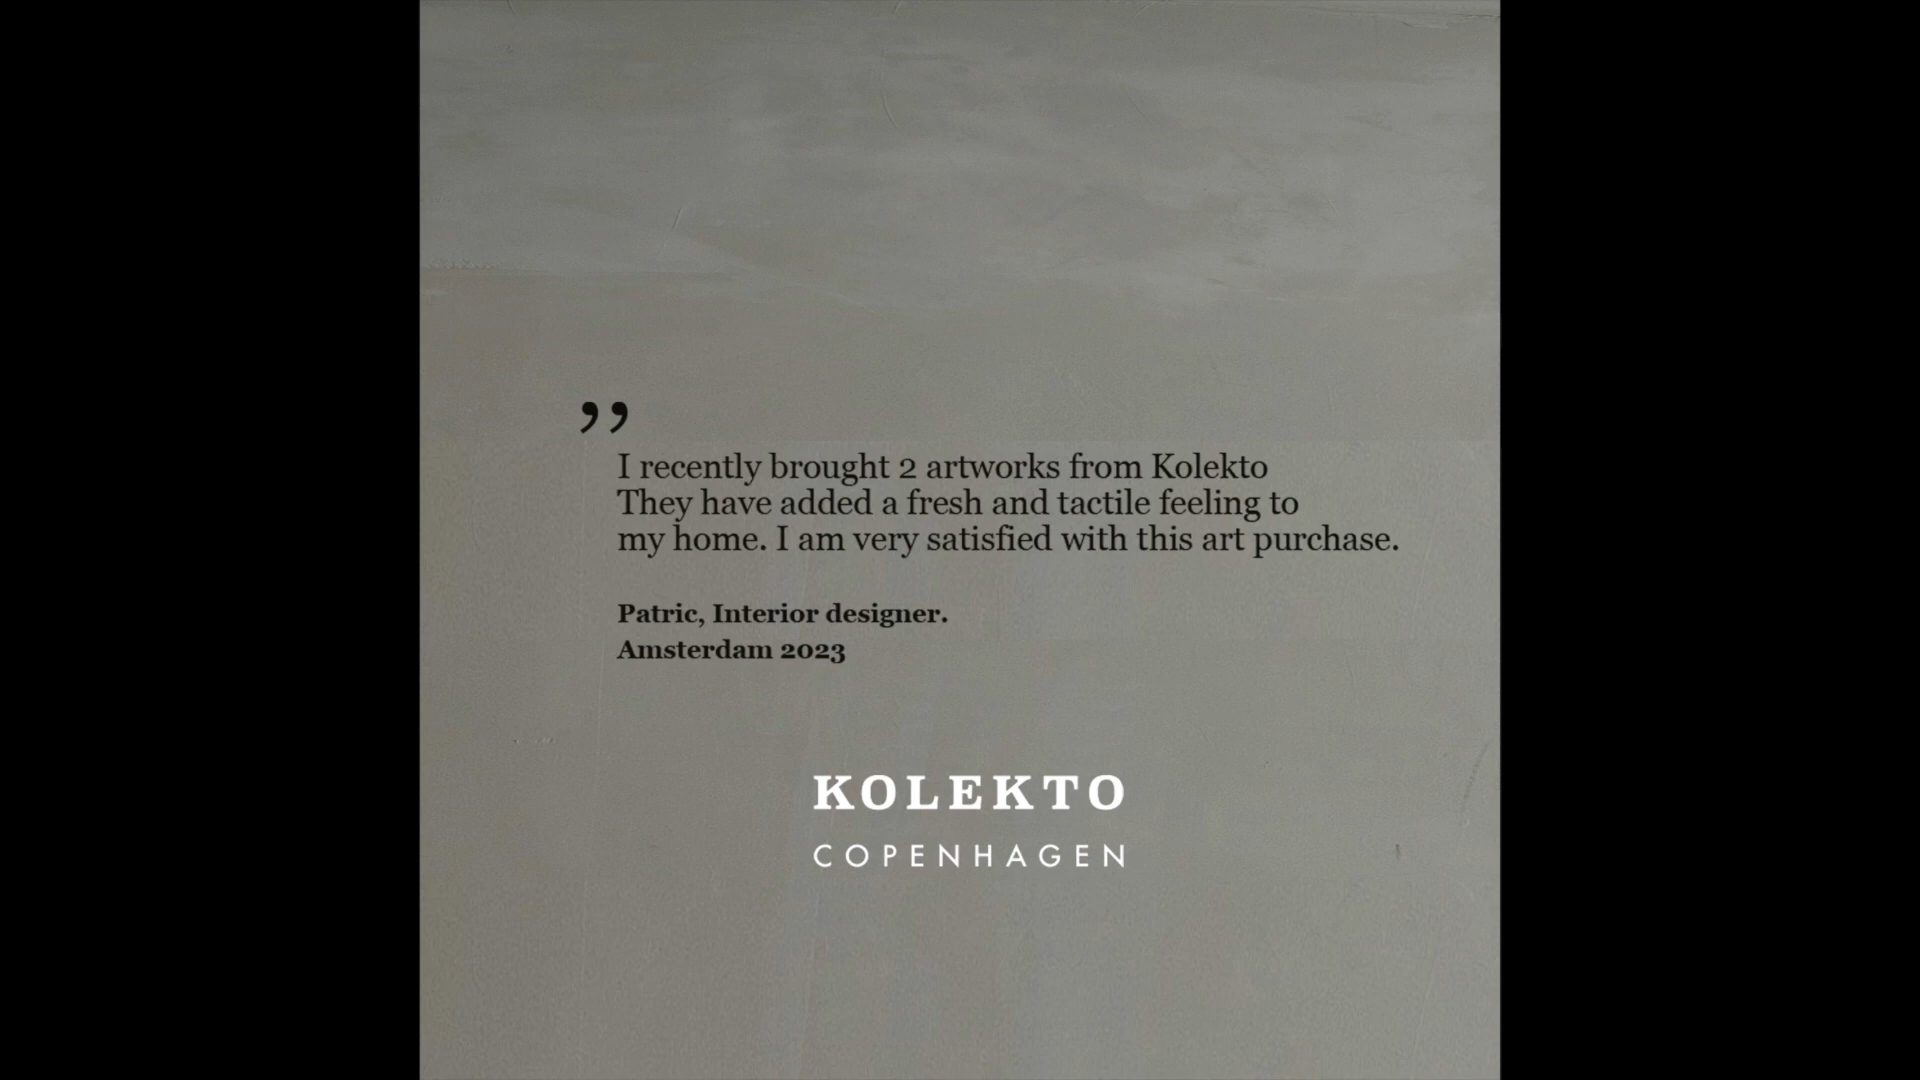 ”
I recently brought 2 artworks from Kolekto
They have added a fresh and tactile feeling to
my home. I am very satisfied with this art purchase.
Patric, Interior designer.
Amsterdam 2023
KOLEKTO
COPENHAGEN